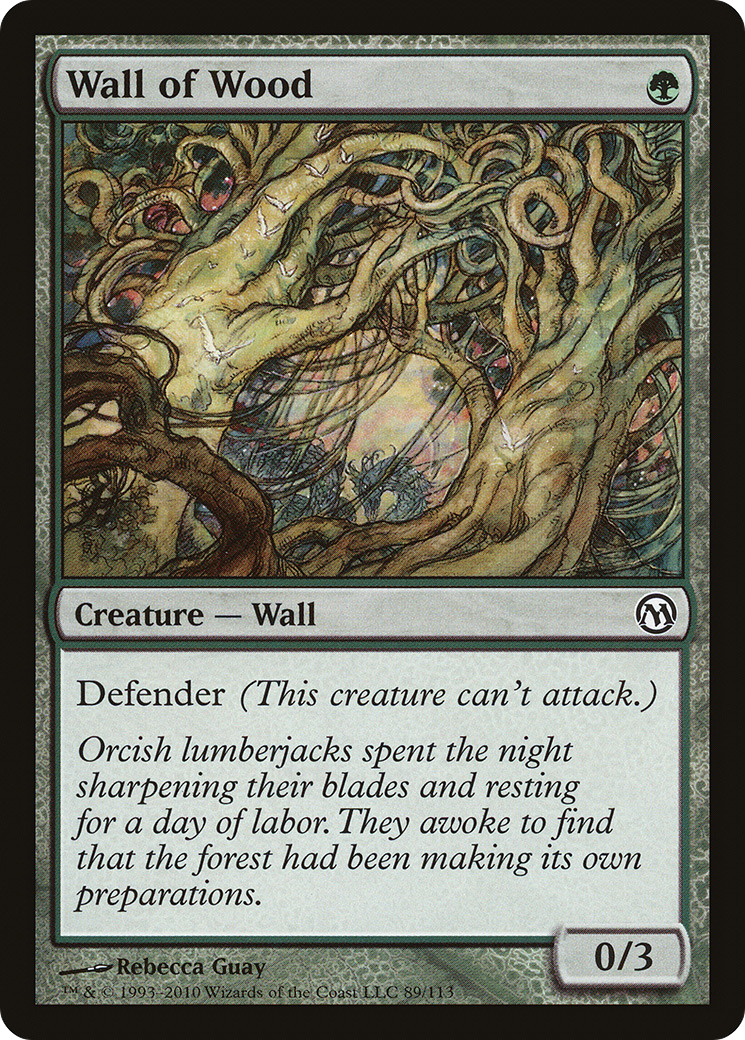 Wall of Wood
Creature — Wall
Defender (This creature can't attack.)
Orcish lumberjacks spent the night
sharpening their blades and resting
for a day of labor. They awoke to find
that the forest had been making its own
preparations.
0/3
Rebecca Guay
™ & © 1993–2010 Wizards of the Coast LLC 89/113